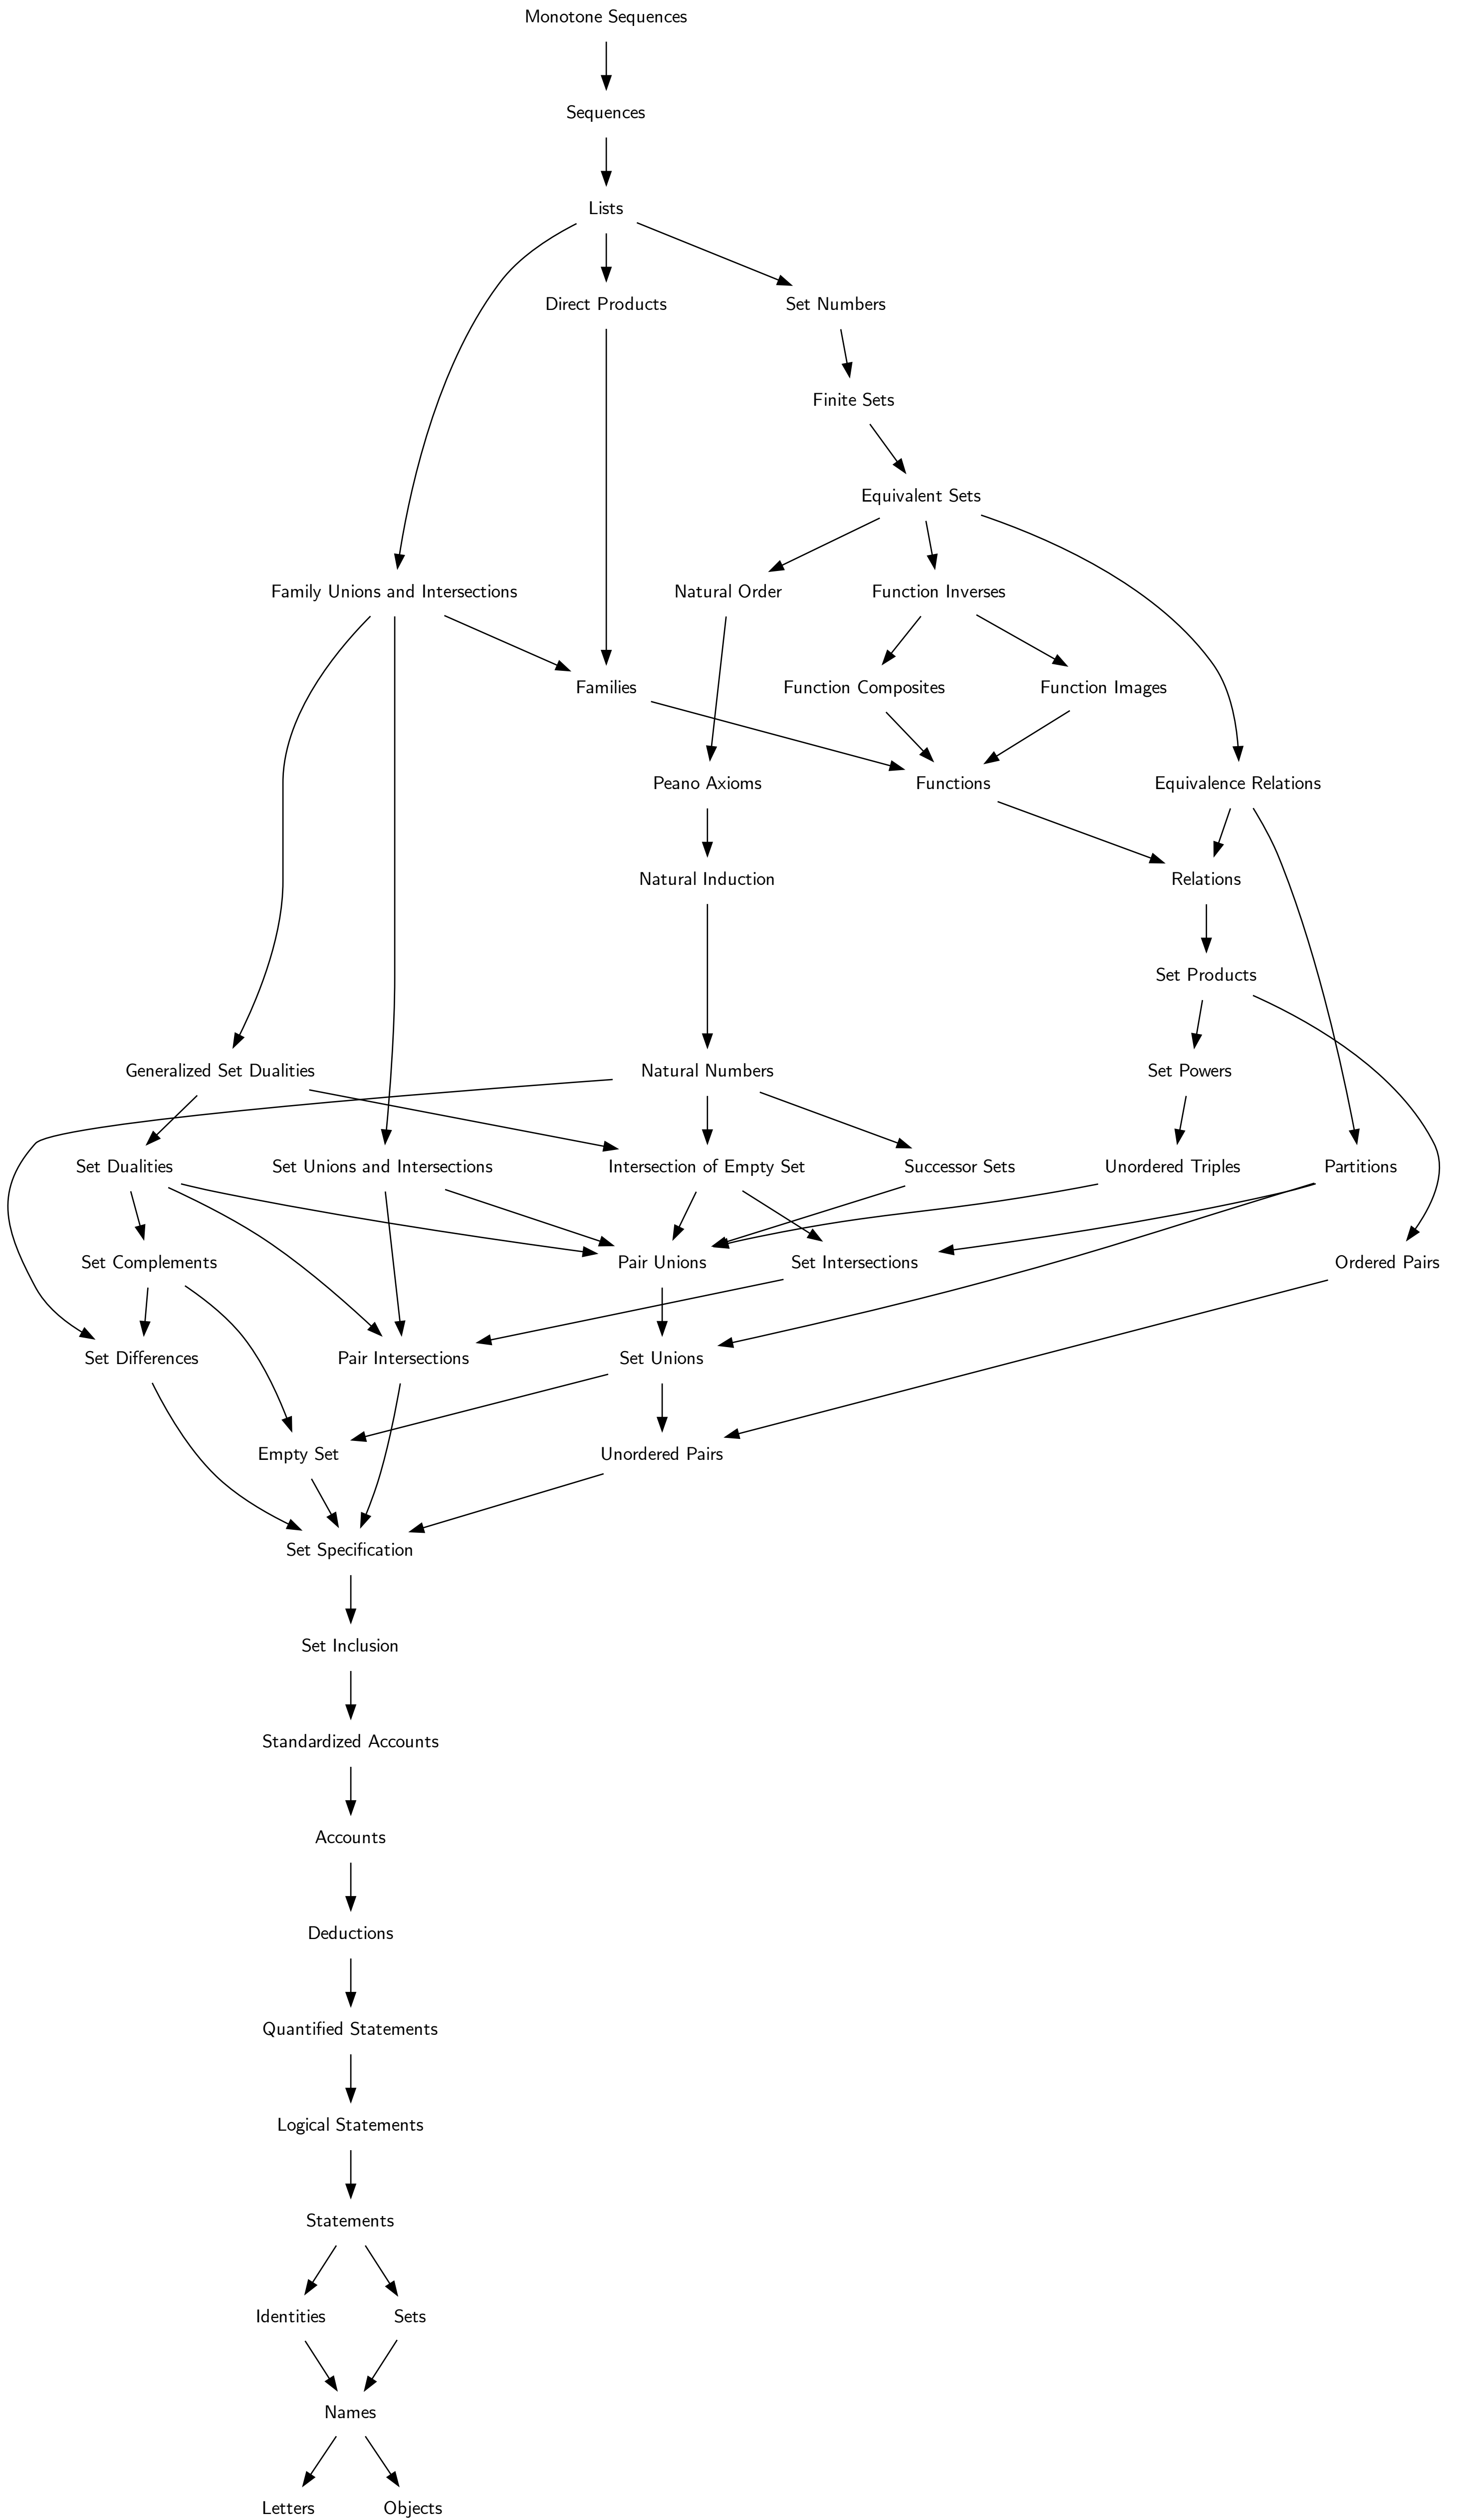 Monotone Sequences
Sequences
Lists
Direct Products
Set Numbers
Finite Sets
Equivalent Sets
Family Unions and Intersections
Natural Order
Function Inverses
Families
Function Composites
Function Images
Peano Axioms
Functions
Equivalence Relations
Natural Induction
Relations
Set Products
Generalized Set Dualities
Natural Numbers
Set Powers
Set Dualities
Set Unions and Intersections
Intersection of Empty Set
Successor Sets
Unordered Triples
Partitions
Set Complements
Pair Unions
Set Intersections
Ordered Pairs
Set Differences
Pair Intersections
Set Unions
Empty Set
Unordered Pairs
Set Specification
Set Inclusion
Standardized Accounts
Accounts
Deductions
Quantified Statements
Logical Statements
Statements
Identities
Sets
Names
Letters
Objects